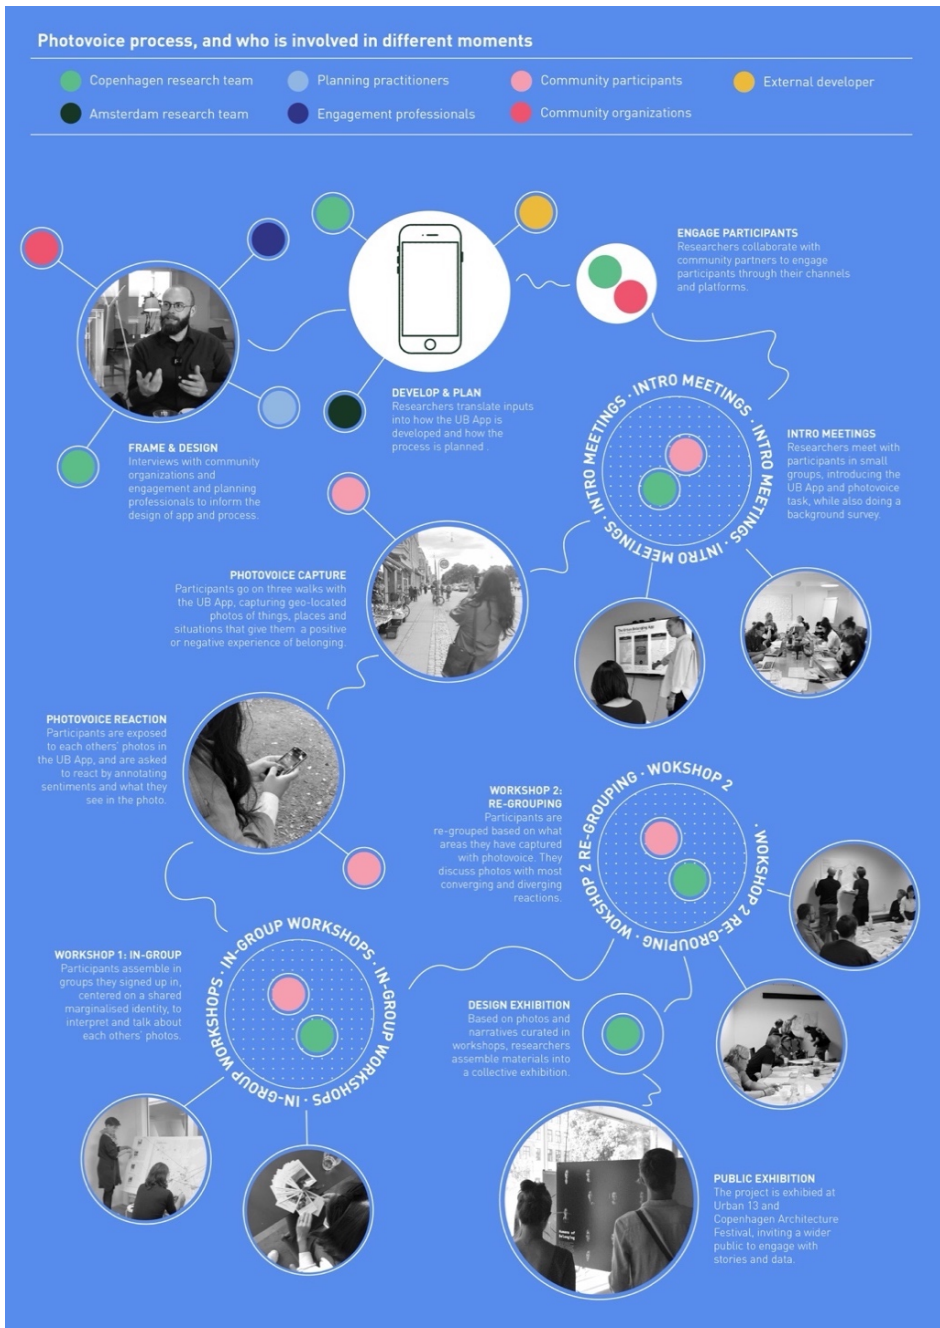 Photovoice process, and who is involved in different moments
Copenhagen research team
Planning practitioners
Community participants
External developer
Amsterdam research team
Engagement professionals
Community organizations
ENGAGE PARTICIPANTS
Researchers collaborate with
community partners to engage
participants through their channels
and platforms.
DEVELOP & PLAN
Researchers translate inputs
into how the UB App is
developed and how the
process is planned .
FRAME & DESIGN
Interviews with community
organizations and
engagement and planning
professionals to inform the
design of app and process.
INTRO MEETINGS · INTRO MEETINGS · INTRO MEETINGS · INTRO MEETINGS ·
INTRO MEETINGS
Researchers meet with
participants in small
groups, introducing the
UB App and photovoice
task, while also doing a
background survey.
PHOTOVOICE CAPTURE
Participants go on three walks with
the UB App, capturing geo-located
photos of things, places and
situations that give them a positive
or negative experience of belonging.
PHOTOVOICE REACTION
Participants are exposed
to each others' photos in
the UB App, and are asked
to react by annotating
sentiments and what they
see in the photo.
WORKSHOP 2:
RE-GROUPING
Participants are
re-grouped based on what
areas they have captured
with photovoice. They
discuss photos with most
converging and diverging
reactions.
· WOKSHOP 2 RE-GROUPING · WOKSHOP 2 RE-GROUPING · WOKSHOP 2
WORKSHOP 1: IN-GROUP
Participants assemble in
groups they signed up in,
centered on a shared
marginalised identity, to
interpret and talk about
each others' photos.
IN-GROUP WORKSHOPS · IN-GROUP WORKSHOPS · IN-GROUP WORKSHOPS ·
DESIGN EXHIBITION
Based on photos and
narratives curated in
workshops, researchers
assemble materials into
a collective exhibition.
PUBLIC EXHIBITION
The project is exhibied at
Urban 13 and
Copenhagen Architecture
Festival, inviting a wider
public to engage with
stories and data.